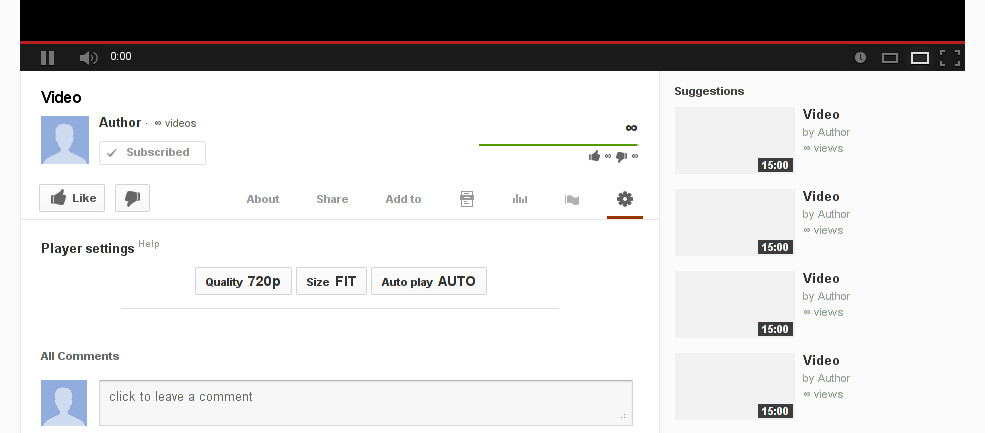 0:00
Video
Author · ∞ videos
✓ Subscribed
∞
∞ ∞
Like
About Share Add to
Player settings Help
Quality 720p Size FIT Auto play AUTO
All Comments
click to leave a comment
Suggestions
Video
by Author
∞ views
15:00
Video
by Author
∞ views
15:00
Video
by Author
∞ views
15:00
Video
by Author
∞ views
15:00